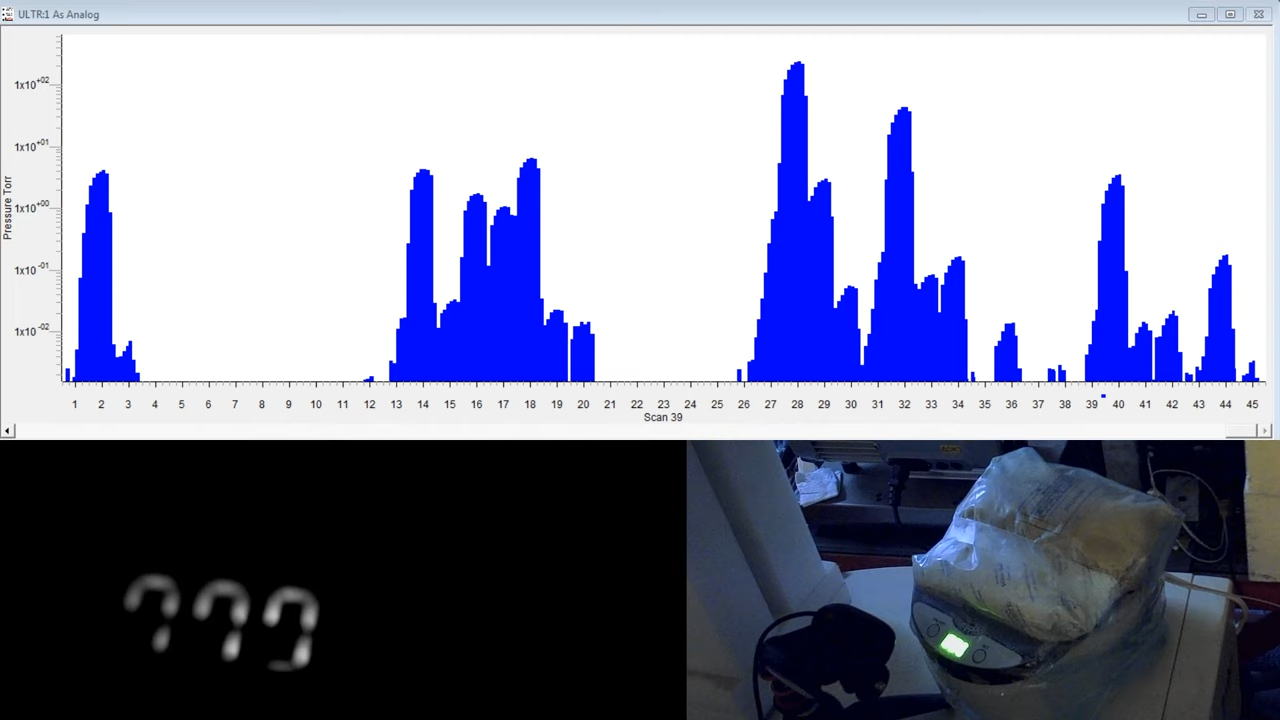 ULTR:1 As Analog
1x10+02
1x10+01
1x10+00
1x10-01
1x10-02
Pressure Torr
1 2 3 4 5 6 7 8 9 10 11 12 13 14 15 16 17 18 19 20 21 22 23 24 25 26 27 28 29 30 31 32 33 34 35 36 37 38 39 40 41 42 43 44 45
Scan 39